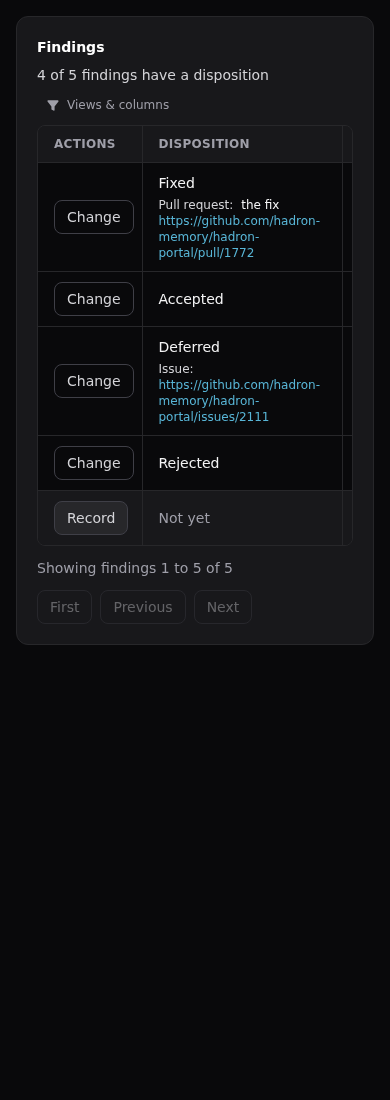 Findings
4 of 5 findings have a disposition
Views & columns
ACTIONS DISPOSITION
Change Fixed
Pull request: the fix
https://github.com/hadron-
memory/hadron-
portal/pull/1772
Change Accepted
Change Deferred
Issue:
https://github.com/hadron-
memory/hadron-
portal/issues/2111
Change Rejected
Record Not yet
Showing findings 1 to 5 of 5
First Previous Next